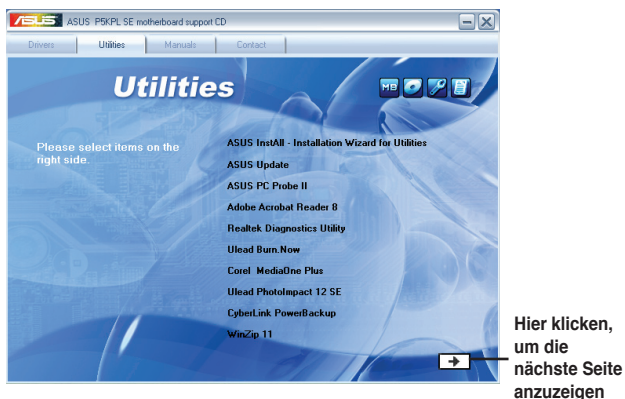 ASUS ASUS P5KPL SE motherboard support CD
Drivers Utilities Manuals Contact
Utilities
MB
Please select items on the
right side.
ASUS InstAll - Installation Wizard for Utilities
ASUS Update
ASUS PC Probe II
Adobe Acrobat Reader 8
Realtek Diagnostics Utility
Ulead Burn.Now
Corel MediaOne Plus
Ulead PhotoImpact 12 SE
CyberLink PowerBackup
WinZip 11
Hier klicken,
um die
nächste Seite
anzuzeigen